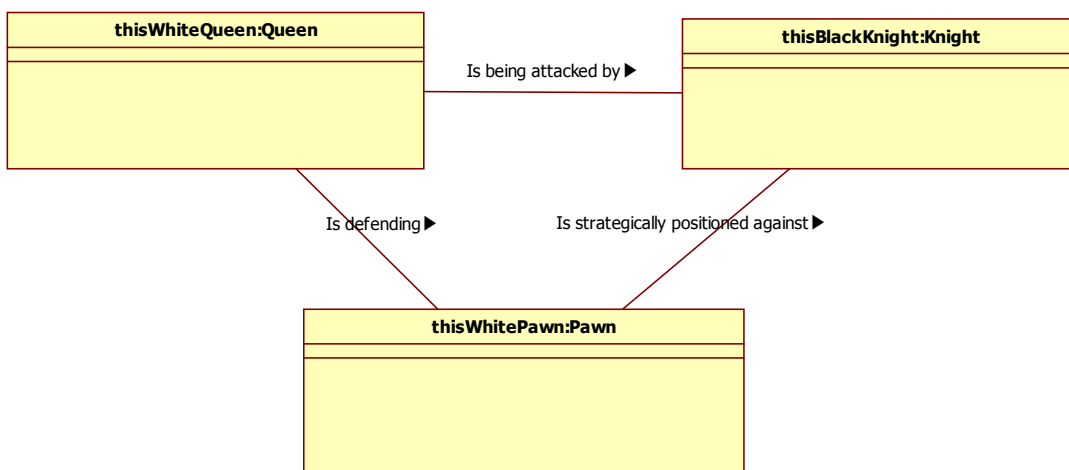 thisWhiteQueen:Queen
thisBlackKnight:Knight
Is being attacked by ▶
Is defending ▶
Is strategically positioned against ▶
thisWhitePawn:Pawn